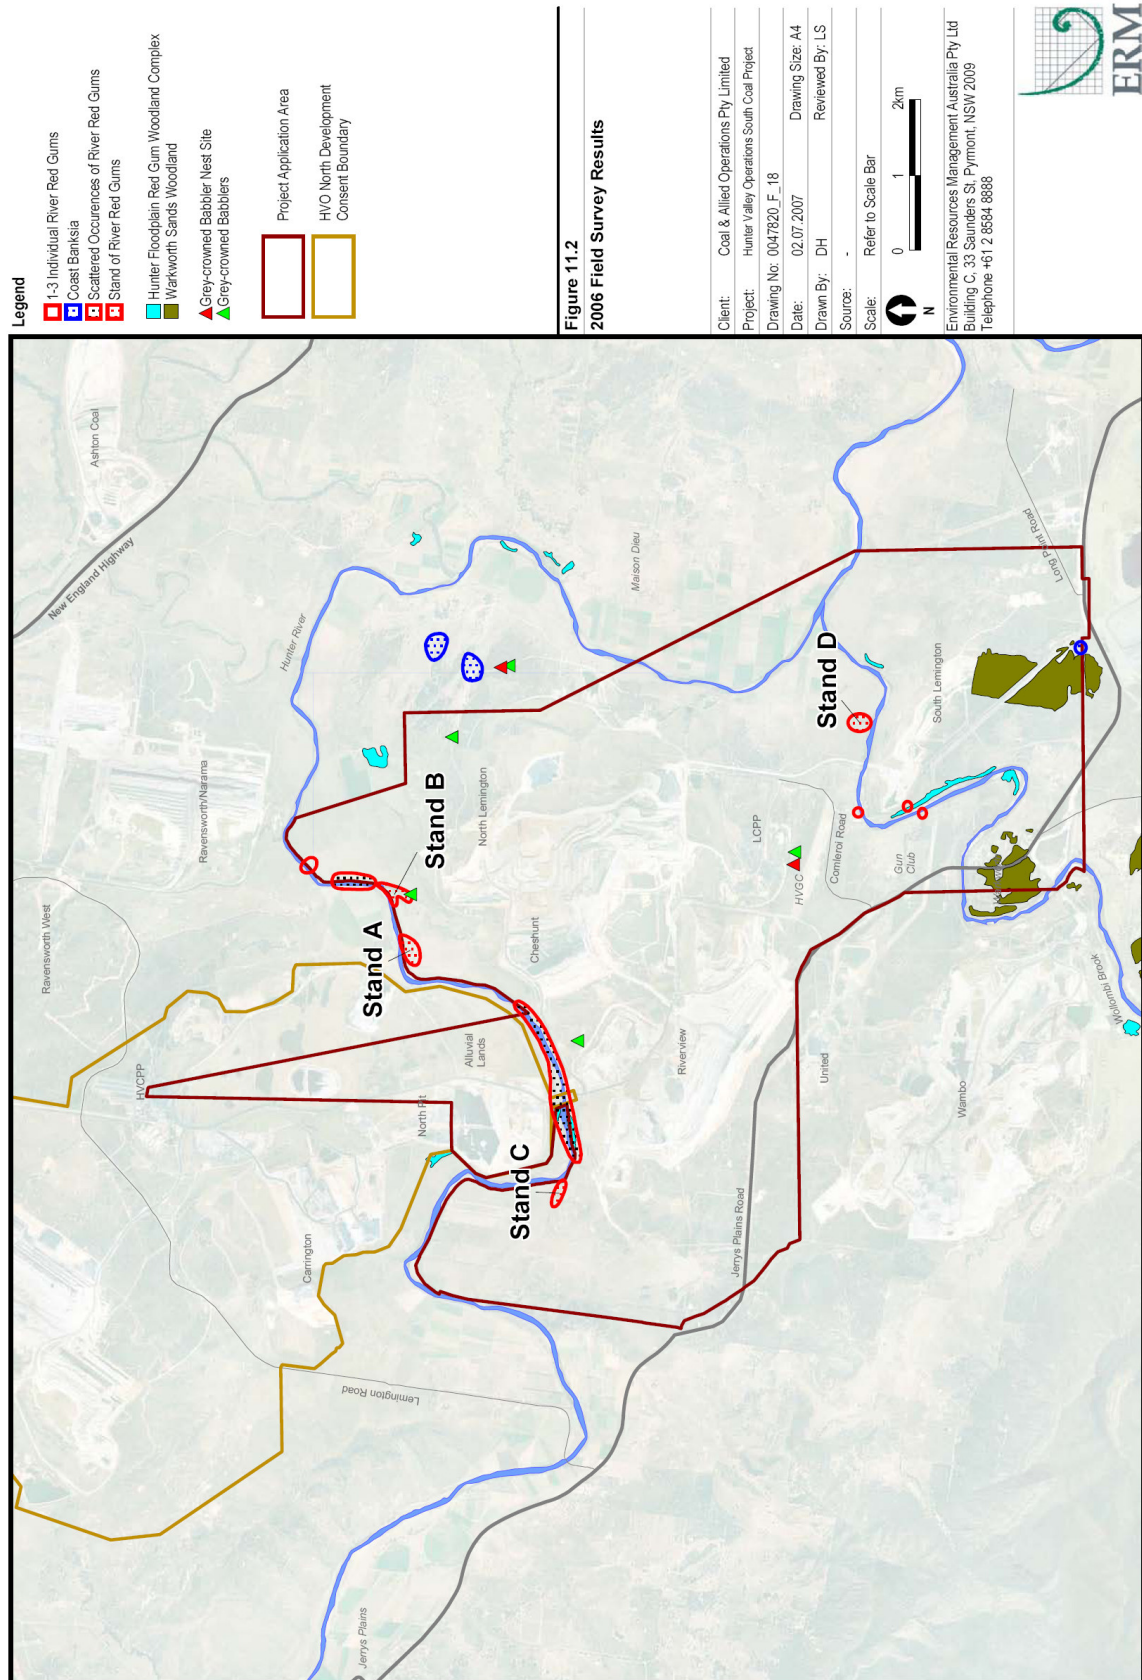 Legend
1-3 Individual River Red Gums
Coast Banksia
Scattered Occurences of River Red Gums
Stand of River Red Gums
Hunter Floodplain Red Gum Woodland Complex
Warkworth Sands Woodland
Grey-crowned Babbler Nest Site
Grey-crowned Babblers
Project Application Area
HVO North Development
Consent Boundary
Figure 11.2
2006 Field Survey Results
Client: Coal & Allied Operations Pty Limited
Project: Hunter Valley Operations South Coal Project
Drawing No: 0047820_F_18
Date: 02.07.2007 Drawing Size: A4
Drawn By: DH Reviewed By: LS
Source: -
Scale: Refer to Scale Bar
N
0 1 2km
Environmental Resources Management Australia Pty Ltd
Building C, 33 Saunders St, Pyrmont, NSW 2009
Telephone +61 2 8584 8888
ERM
Ashton Coal
New England Highway
Hunter River
Ravensworth/Narama
Ravensworth West
HVCPP
Carrington
North Pit
Alluvial
Lands
Lemington Road
Jerrys Plains
Stand A
Stand B
Stand C
Stand D
North Lemington
Cheshunt
Riverview
Maison Dieu
LCPP
HVGC
Comleroi Road
Gun
Club
South Lemington
Long Point Road
Jerrys Plains Road
United
Wambo
Wollombi Brook